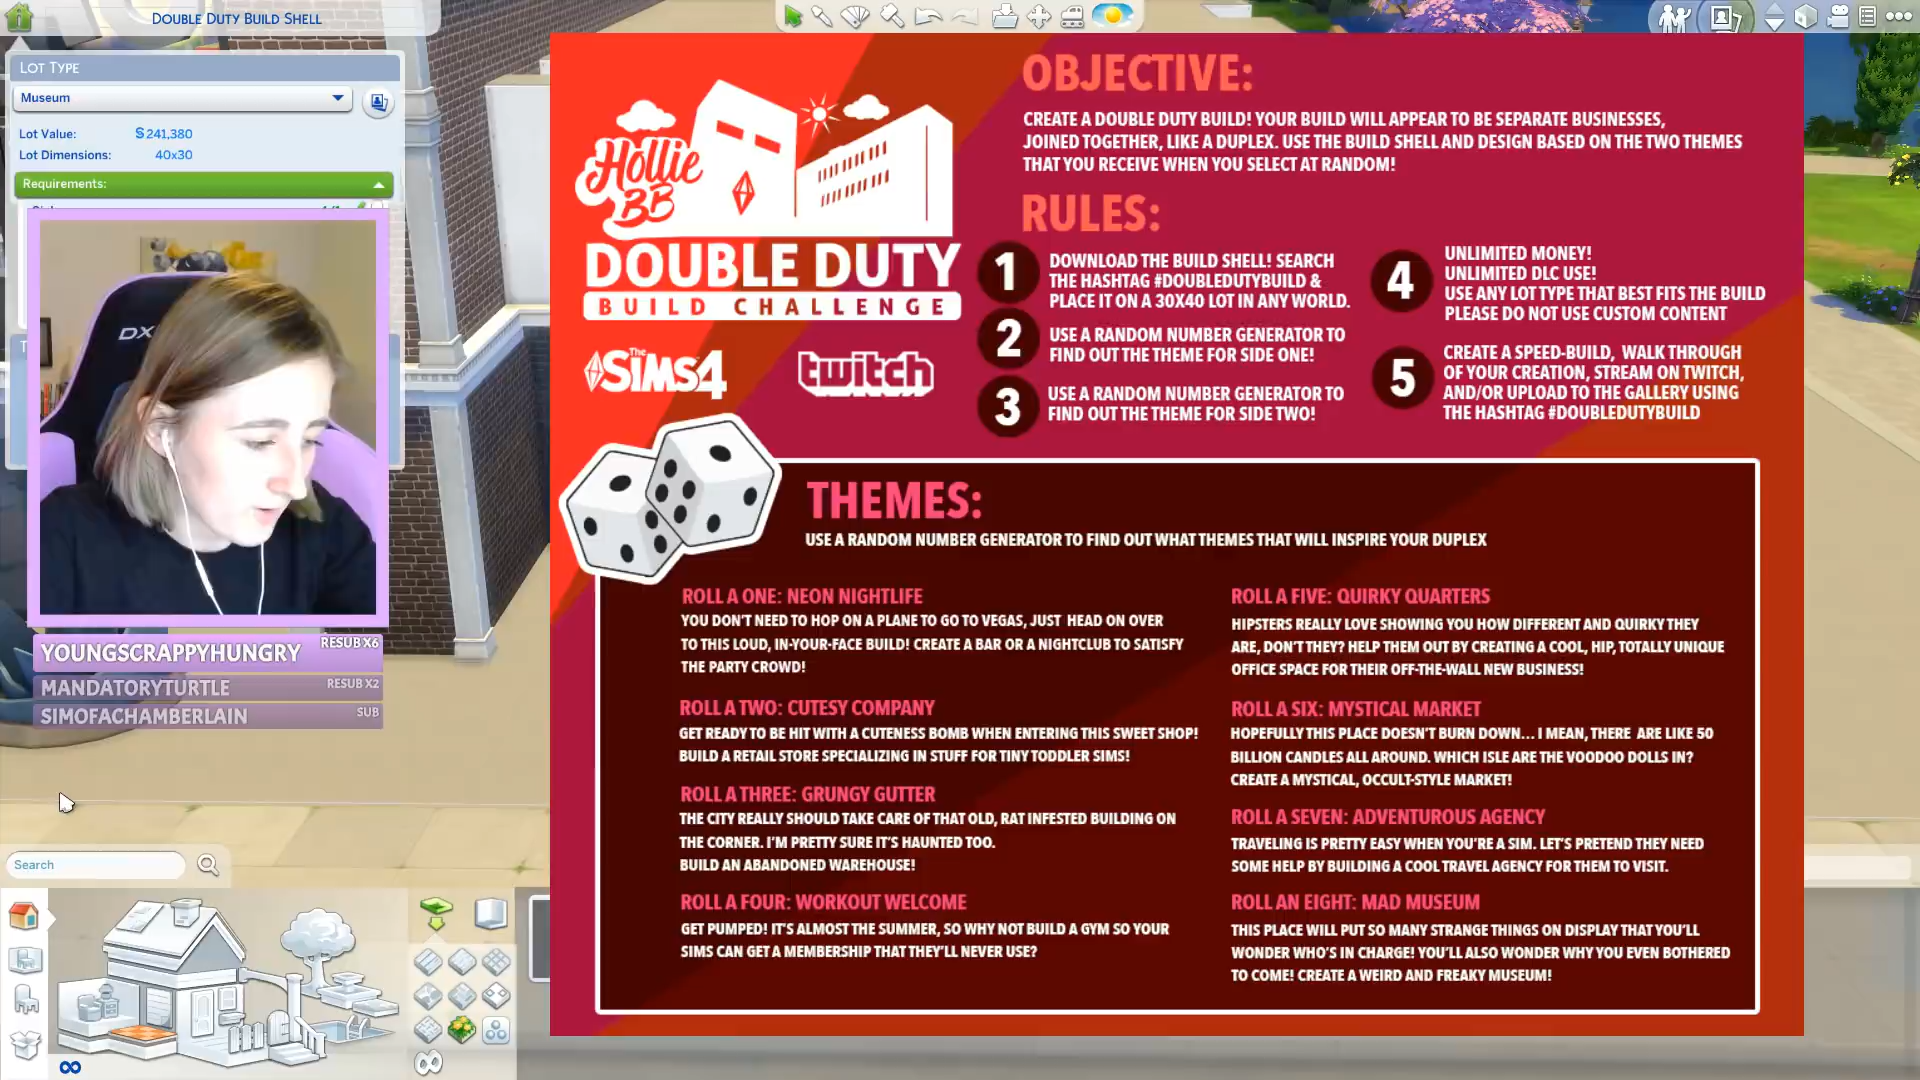 DOUBLE DUTY BUILD SHELL
LOT TYPE
Museum
Lot Value: §241,380
Lot Dimensions: 40x30
Requirements:
DX
YOUNGSCRAPPYHUNGRY RESUB X6
MANDATORYTURTLE RESUB X2
SIMOFACHAMBERLAIN SUB
Search
Hollie
BB
DOUBLE DUTY
BUILD CHALLENGE
The SIMS 4
twitch
OBJECTIVE:
CREATE A DOUBLE DUTY BUILD! YOUR BUILD WILL APPEAR TO BE SEPARATE BUSINESSES,
JOINED TOGETHER, LIKE A DUPLEX. USE THE BUILD SHELL AND DESIGN BASED ON THE TWO THEMES
THAT YOU RECEIVE WHEN YOU SELECT AT RANDOM!
RULES:
1
DOWNLOAD THE BUILD SHELL! SEARCH
THE HASHTAG #DOUBLEDUTYBUILD &
PLACE IT ON A 30X40 LOT IN ANY WORLD.
2
USE A RANDOM NUMBER GENERATOR TO
FIND OUT THE THEME FOR SIDE ONE!
3
USE A RANDOM NUMBER GENERATOR TO
FIND OUT THE THEME FOR SIDE TWO!
4
UNLIMITED MONEY!
UNLIMITED DLC USE!
USE ANY LOT TYPE THAT BEST FITS THE BUILD
PLEASE DO NOT USE CUSTOM CONTENT
5
CREATE A SPEED-BUILD, WALK THROUGH
OF YOUR CREATION, STREAM ON TWITCH,
AND/OR UPLOAD TO THE GALLERY USING
THE HASHTAG #DOUBLEDUTYBUILD
THEMES:
USE A RANDOM NUMBER GENERATOR TO FIND OUT WHAT THEMES THAT WILL INSPIRE YOUR DUPLEX
ROLL A ONE: NEON NIGHTLIFE
YOU DON'T NEED TO HOP ON A PLANE TO GO TO VEGAS, JUST HEAD ON OVER
TO THIS LOUD, IN-YOUR-FACE BUILD! CREATE A BAR OR A NIGHTCLUB TO SATISFY
THE PARTY CROWD!
ROLL A TWO: CUTESY COMPANY
GET READY TO BE HIT WITH A CUTENESS BOMB WHEN ENTERING THIS SWEET SHOP!
BUILD A RETAIL STORE SPECIALIZING IN STUFF FOR TINY TODDLER SIMS!
ROLL A THREE: GRUNGY GUTTER
THE CITY REALLY SHOULD TAKE CARE OF THAT OLD, RAT INFESTED BUILDING ON
THE CORNER. I'M PRETTY SURE IT'S HAUNTED TOO.
BUILD AN ABANDONED WAREHOUSE!
ROLL A FOUR: WORKOUT WELCOME
GET PUMPED! IT'S ALMOST THE SUMMER, SO WHY NOT BUILD A GYM SO YOUR
SIMS CAN GET A MEMBERSHIP THAT THEY'LL NEVER USE?
ROLL A FIVE: QUIRKY QUARTERS
HIPSTERS REALLY LOVE SHOWING YOU HOW DIFFERENT AND QUIRKY THEY
ARE, DON'T THEY? HELP THEM OUT BY CREATING A COOL, HIP, TOTALLY UNIQUE
OFFICE SPACE FOR THEIR OFF-THE-WALL NEW BUSINESS!
ROLL A SIX: MYSTICAL MARKET
HOPEFULLY THIS PLACE DOESN'T BURN DOWN... I MEAN, THERE ARE LIKE 50
BILLION CANDLES ALL AROUND. WHICH ISLE ARE THE VOODOO DOLLS IN?
CREATE A MYSTICAL, OCCULT-STYLE MARKET!
ROLL A SEVEN: ADVENTUROUS AGENCY
TRAVELING IS PRETTY EASY WHEN YOU'RE A SIM. LET'S PRETEND THEY NEED
SOME HELP BY BUILDING A COOL TRAVEL AGENCY FOR THEM TO VISIT.
ROLL AN EIGHT: MAD MUSEUM
THIS PLACE WILL PUT SO MANY STRANGE THINGS ON DISPLAY THAT YOU'LL
WONDER WHO'S IN CHARGE! YOU'LL ALSO WONDER WHY YOU EVEN BOTHERED
TO COME! CREATE A WEIRD AND FREAKY MUSEUM!